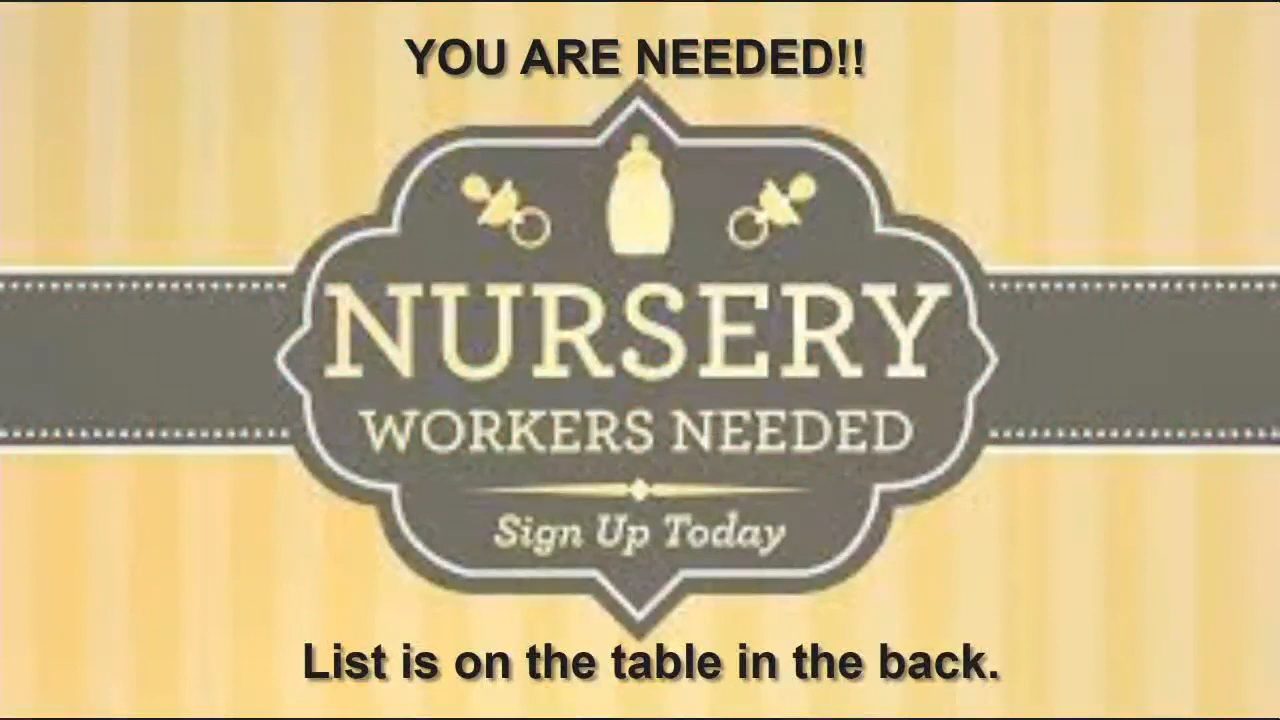 YOU ARE NEEDED!!
NURSERY
WORKERS NEEDED
Sign Up Today
List is on the table in the back.